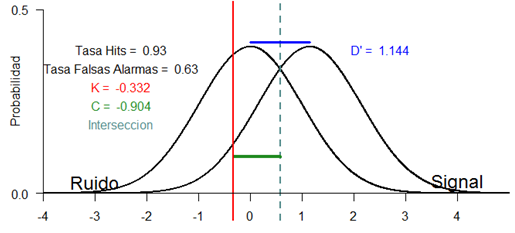 0.5
Tasa Hits = 0.93
D' = 1.144
Tasa Falsas Alarmas = 0.63
K = -0.332
C = -0.904
Interseccion
Probabilidad
Ruido
Signal
0.0
-4 -3 -2 -1 0 1 2 3 4